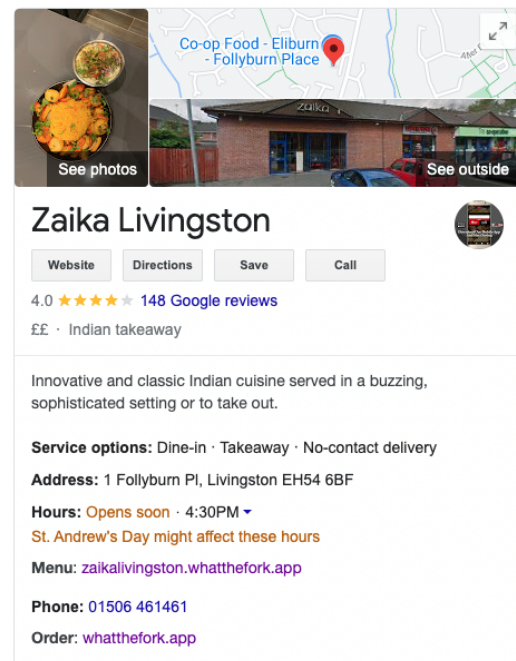 Co-op Food - Eliburn
- Follyburn Place
zaika
See photos
See outside
Zaika Livingston
Website
Directions
Save
Call
4.0 148 Google reviews
££ · Indian takeaway
Innovative and classic Indian cuisine served in a buzzing,
sophisticated setting or to take out.
Service options: Dine-in · Takeaway · No-contact delivery
Address: 1 Follyburn Pl, Livingston EH54 6BF
Hours: Opens soon · 4:30PM
St. Andrew's Day might affect these hours
Menu: zaikalivingston.whatthefork.app
Phone: 01506 461461
Order: whatthefork.app